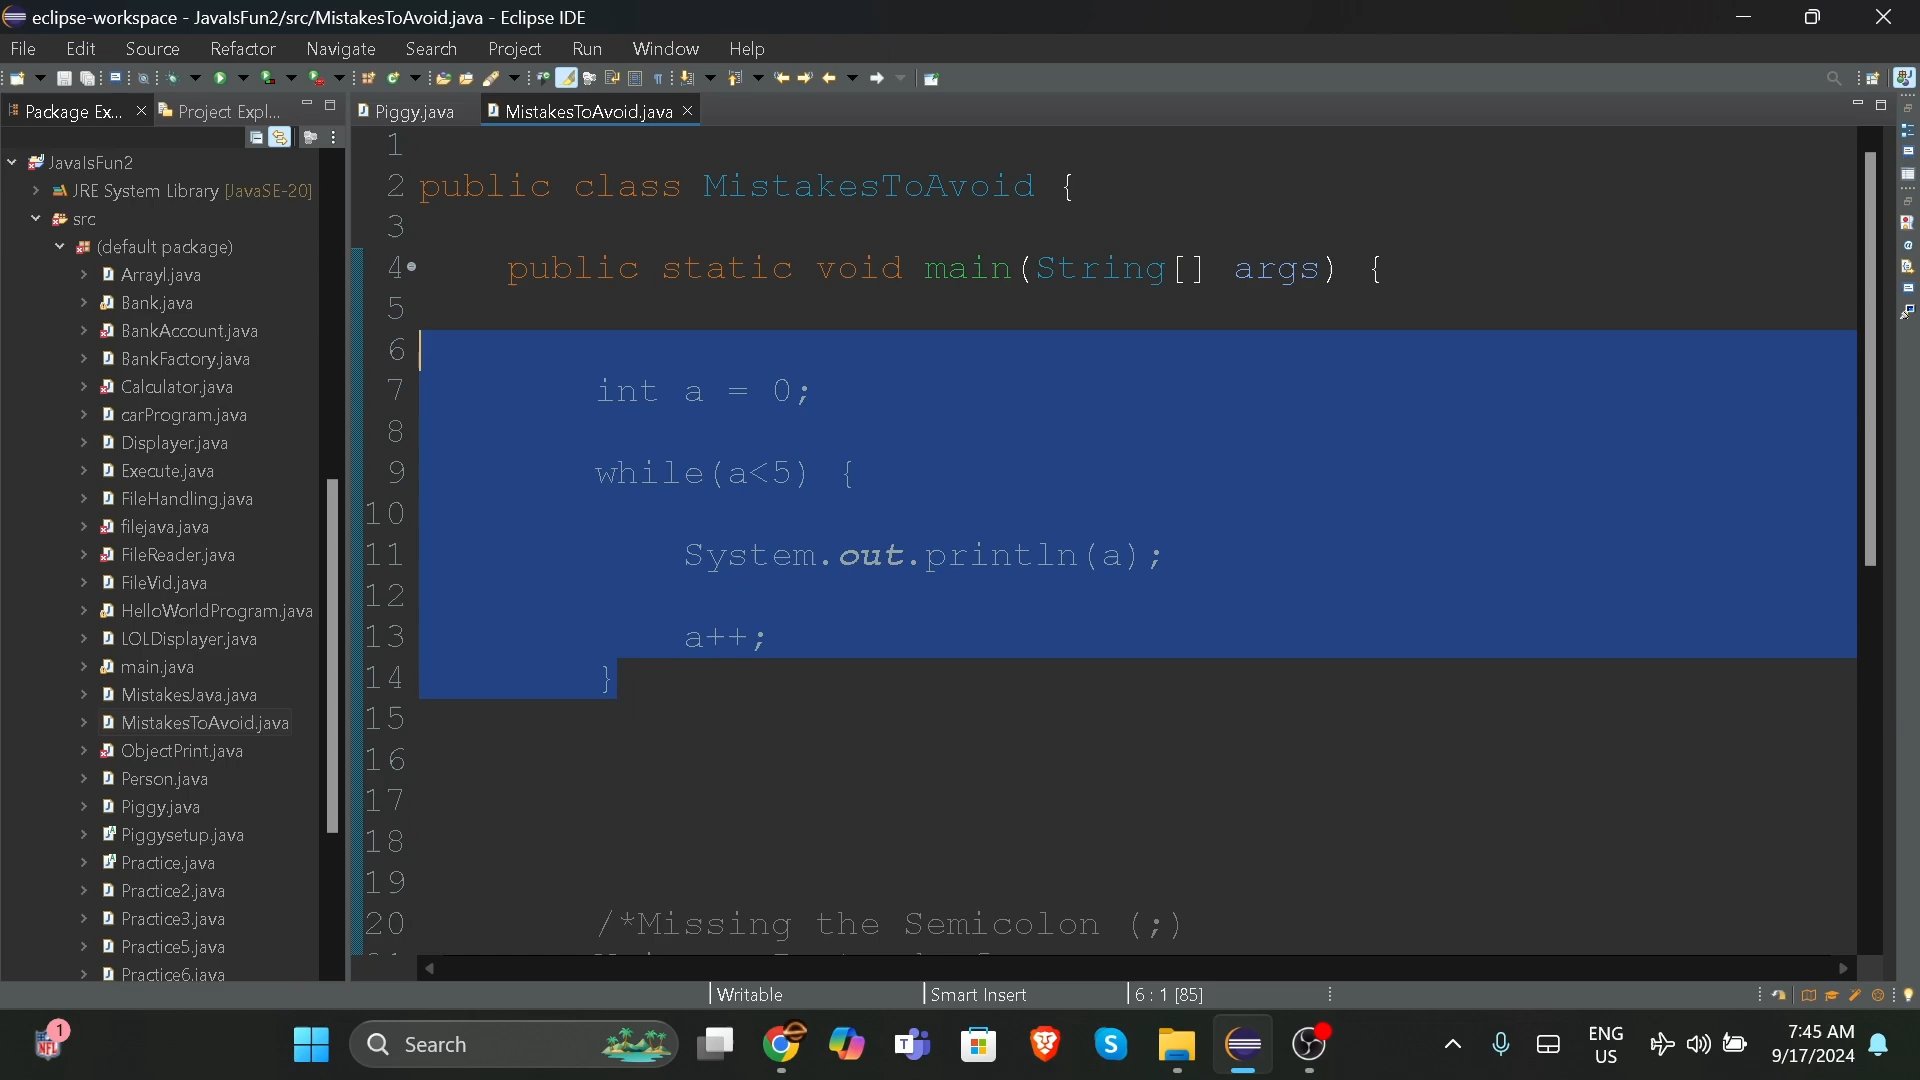 eclipse-workspace - JavaIsFun2/src/MistakesToAvoid.java - Eclipse IDE
File Edit Source Refactor Navigate Search Project Run Window Help
Package Ex... Project Expl... Piggy.java MistakesToAvoid.java
JavaIsFun2
JRE System Library [JavaSE-20]
src
(default package)
ArrayI.java
Bank.java
BankAccount.java
BankFactory.java
Calculator.java
carProgram.java
Displayer.java
Execute.java
FileHandling.java
filejava.java
FileReader.java
FileVid.java
HelloWorldProgram.java
LOLDisplayer.java
main.java
MistakesJava.java
MistakesToAvoid.java
ObjectPrint.java
Person.java
Piggy.java
Piggysetup.java
Practice.java
Practice2.java
Practice3.java
Practice5.java
Practice6.java
1
2 public class MistakesToAvoid {
3
4 public static void main(String[] args) {
5
6
7 int a = 0;
8
9 while(a<5) {
10
11 System.out.println(a);
12
13 a++;
14 }
15
16
17
18
19
20 /*Missing the Semicolon (;)
Writable Smart Insert 6 : 1 [85]
1 NFL
Search
ENG
US
7:45 AM
9/17/2024